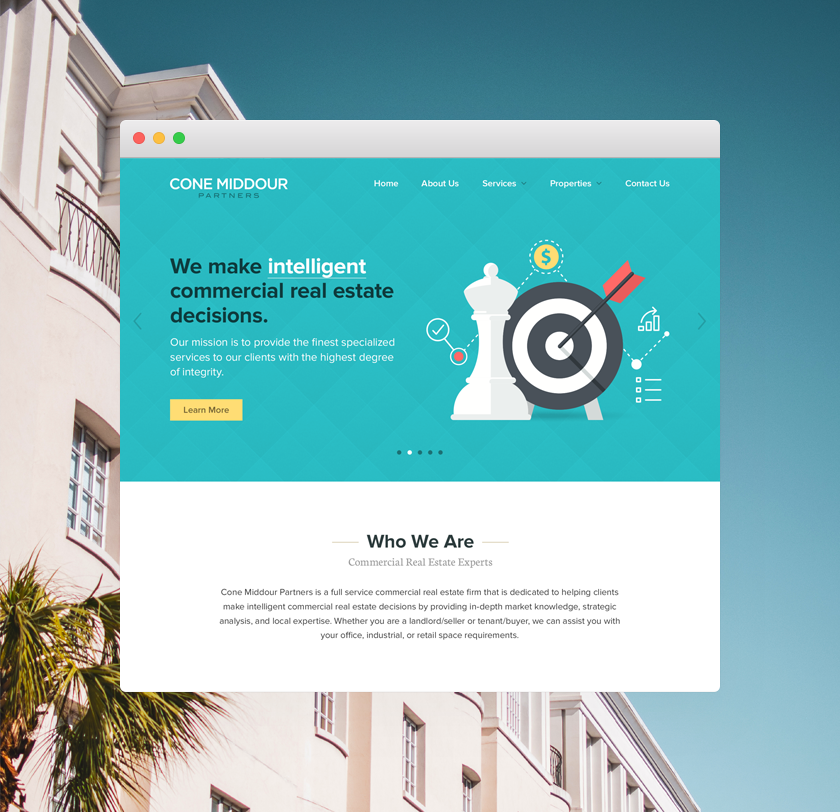 CONE MIDDOUR
PARTNERS
Home About Us Services Properties Contact Us
We make intelligent
commercial real estate
decisions.
Our mission is to provide the finest specialized
services to our clients with the highest degree
of integrity.
Learn More
$
Who We Are
Commercial Real Estate Experts
Cone Middour Partners is a full service commercial real estate firm that is dedicated to helping clients
make intelligent commercial real estate decisions by providing in-depth market knowledge, strategic
analysis, and local expertise. Whether you are a landlord/seller or tenant/buyer, we can assist you with
your office, industrial, or retail space requirements.